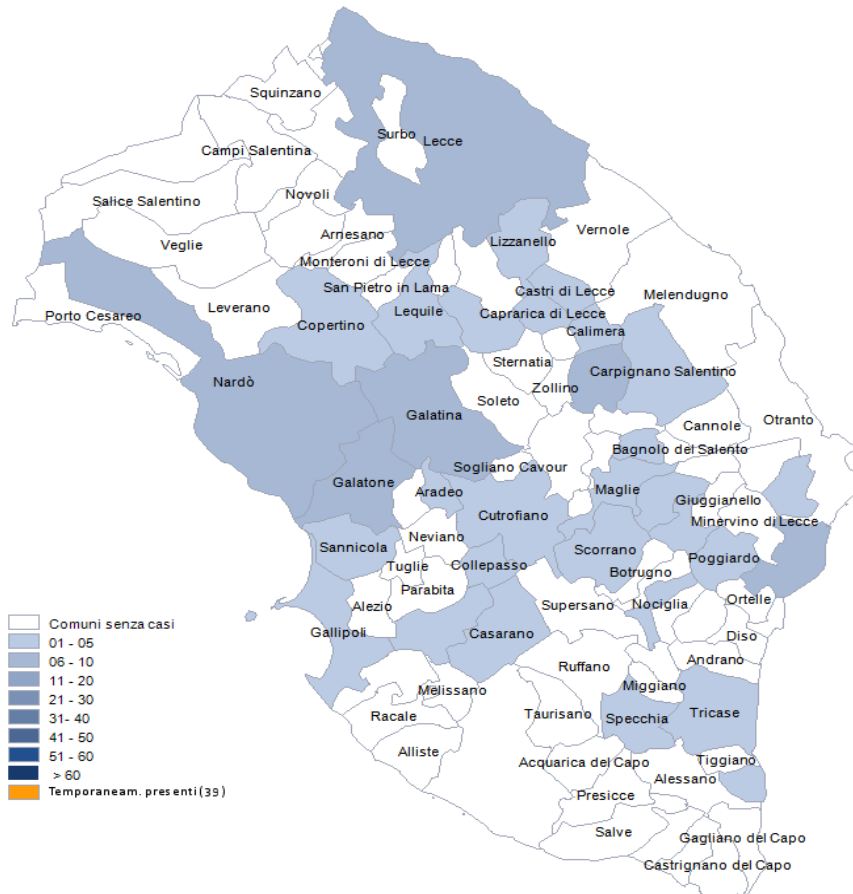 Squinzano
Surbo
Lecce
Campi Salentina
Novoli
Salice Salentino
Vernole
Arnesano
Lizzanello
Veglie
Monteroni di Lecce
San Pietro in Lama
Castri di Lecce
Melendugno
Leverano
Porto Cesareo
Copertino
Lequile
Caprarica di Lecce
Calimera
Sternatia
Carpignano Salentino
Nardò
Zollino
Soleto
Galatina
Otranto
Cannole
Bagnolo del Salento
Sogliano Cavour
Galatone
Aradeo
Maglie
Giuggianello
Cutrofiano
Minervino di Lecce
Neviano
Sannicola
Scorrano
Poggiardo
Tuglie
Collepasso
Botrugno
Parabita
Ortelle
Alezio
Supersano
Nociglia
Gallipoli
Casarano
Diso
Andrano
Ruffano
Miggiano
Melissano
Taurisano
Specchia
Tricase
Racale
Alliste
Tiggiano
Acquarica del Capo
Alessano
Presicce
Salve
Gagliano del Capo
Castrignano del Capo
Comuni senza casi
01 - 05
06 - 10
11 - 20
21 - 30
31- 40
41 - 50
51 - 60
> 60
Temporaneam. presenti (39)